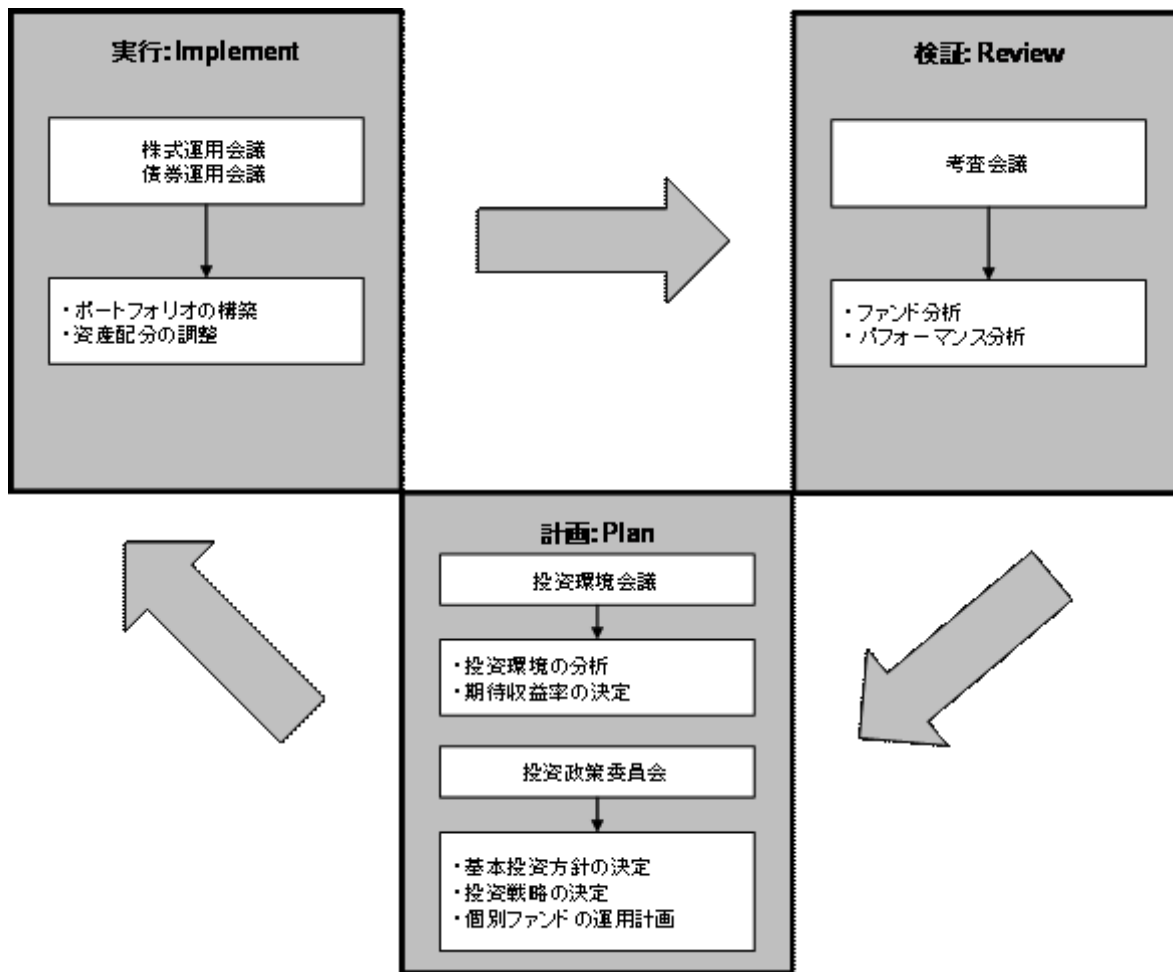 実行: Implement
株式運用会議
債券運用会議
・ポートフォリオの構築
・資産配分の調整
検証: Review
考査会議
・ファンド分析
・パフォーマンス分析
計画: Plan
投資環境会議
・投資環境の分析
・期待収益率の決定
投資政策委員会
・基本投資方針の決定
・投資戦略の決定
・個別ファンドの運用計画